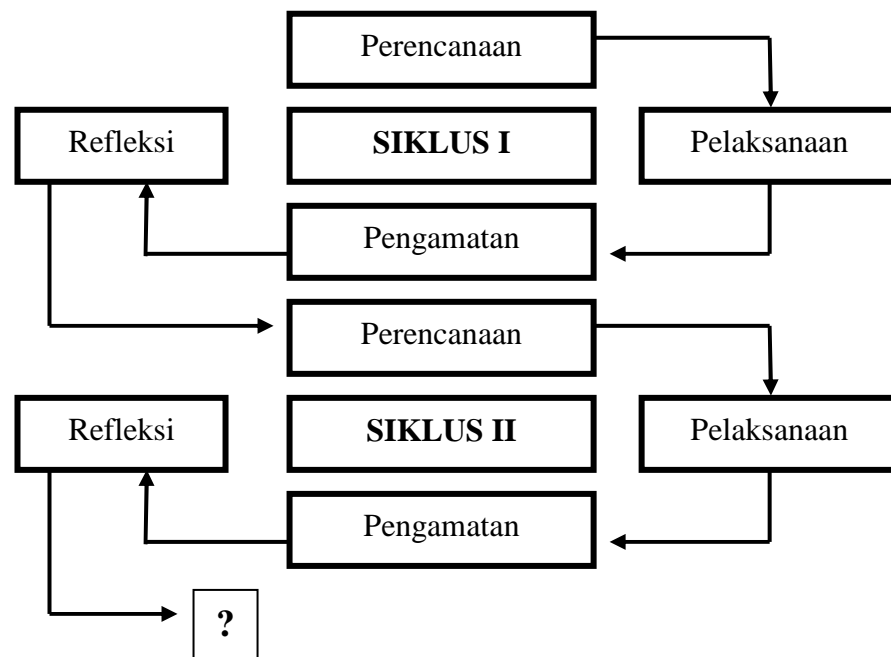 Perencanaan
Refleksi
SIKLUS I
Pelaksanaan
Pengamatan
Perencanaan
Refleksi
SIKLUS II
Pelaksanaan
Pengamatan
?